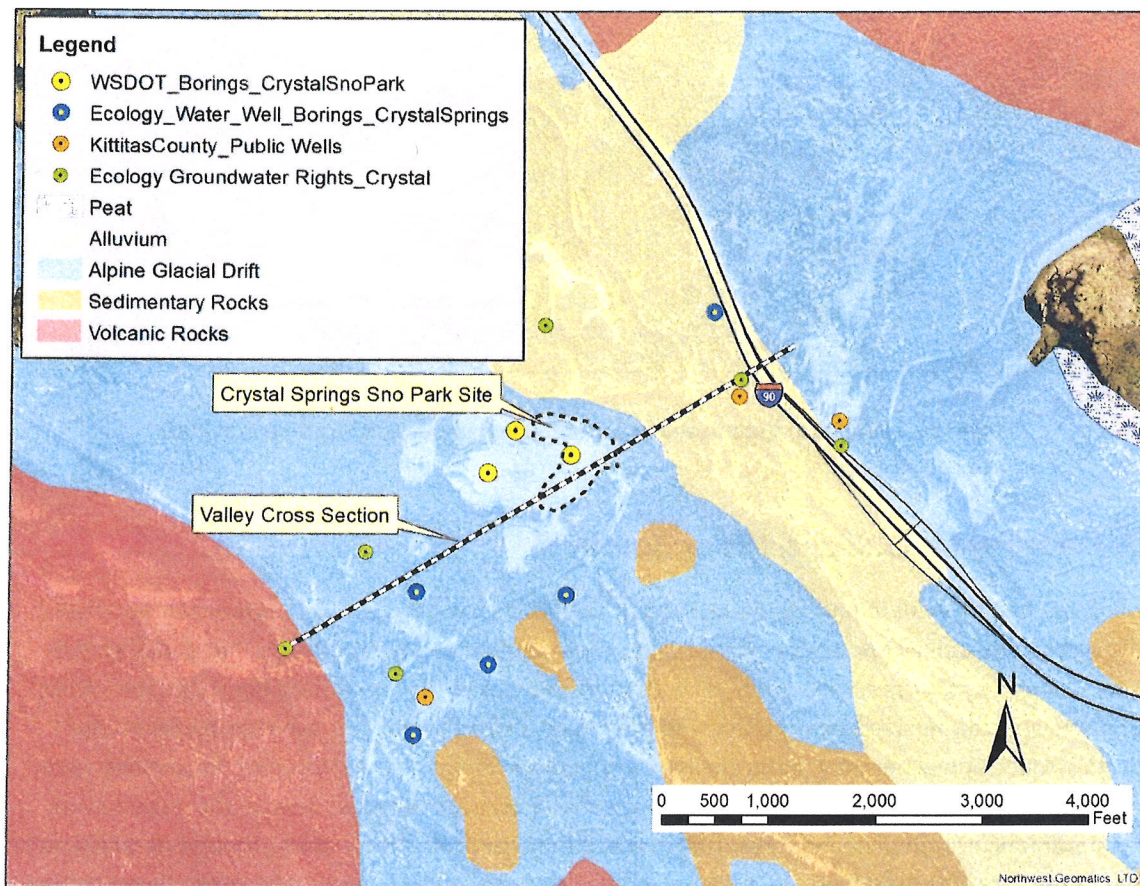 Legend
WSDOT_Borings_CrystalSnoPark
Ecology_Water_Well_Borings_CrystalSprings
KittitasCounty_Public Wells
Ecology Groundwater Rights_Crystal
Peat
Alluvium
Alpine Glacial Drift
Sedimentary Rocks
Volcanic Rocks
Crystal Springs Sno Park Site
90
Valley Cross Section
N
0 500 1,000 2,000 3,000 4,000
Feet
Northwest Geomatics LTD